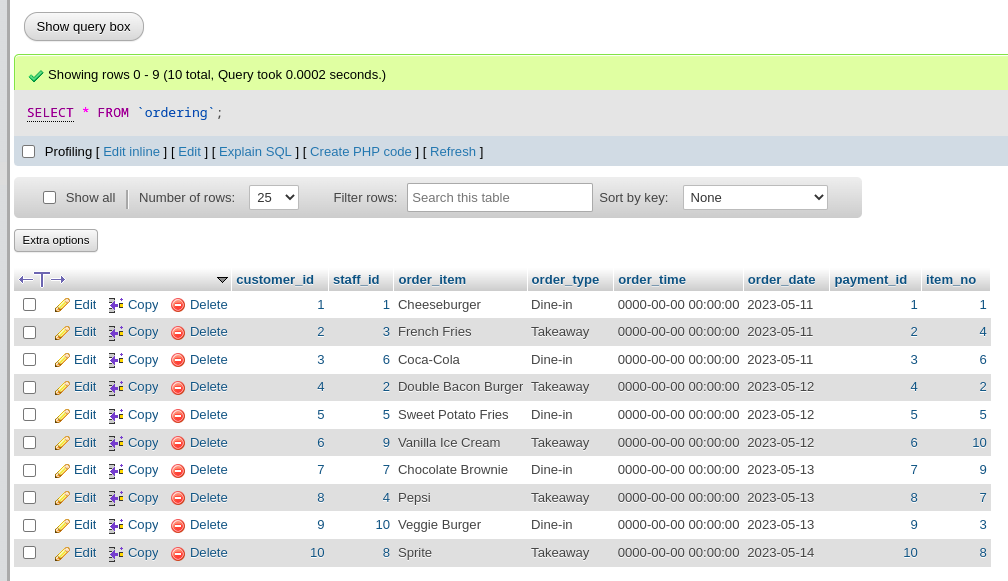 Show query box
Showing rows 0 - 9 (10 total, Query took 0.0002 seconds.)
SELECT * FROM `ordering`;
Profiling [ Edit inline ] [ Edit ] [ Explain SQL ] [ Create PHP code ] [ Refresh ]
Show all Number of rows: 25 Filter rows: Search this table Sort by key: None
Extra options
customer_id staff_id order_item order_type order_time order_date payment_id item_no
Edit Copy Delete 1 1 Cheeseburger Dine-in 0000-00-00 00:00:00 2023-05-11 1 1
Edit Copy Delete 2 3 French Fries Takeaway 0000-00-00 00:00:00 2023-05-11 2 4
Edit Copy Delete 3 6 Coca-Cola Dine-in 0000-00-00 00:00:00 2023-05-11 3 6
Edit Copy Delete 4 2 Double Bacon Burger Takeaway 0000-00-00 00:00:00 2023-05-12 4 2
Edit Copy Delete 5 5 Sweet Potato Fries Dine-in 0000-00-00 00:00:00 2023-05-12 5 5
Edit Copy Delete 6 9 Vanilla Ice Cream Takeaway 0000-00-00 00:00:00 2023-05-12 6 10
Edit Copy Delete 7 7 Chocolate Brownie Dine-in 0000-00-00 00:00:00 2023-05-13 7 9
Edit Copy Delete 8 4 Pepsi Takeaway 0000-00-00 00:00:00 2023-05-13 8 7
Edit Copy Delete 9 10 Veggie Burger Dine-in 0000-00-00 00:00:00 2023-05-13 9 3
Edit Copy Delete 10 8 Sprite Takeaway 0000-00-00 00:00:00 2023-05-14 10 8